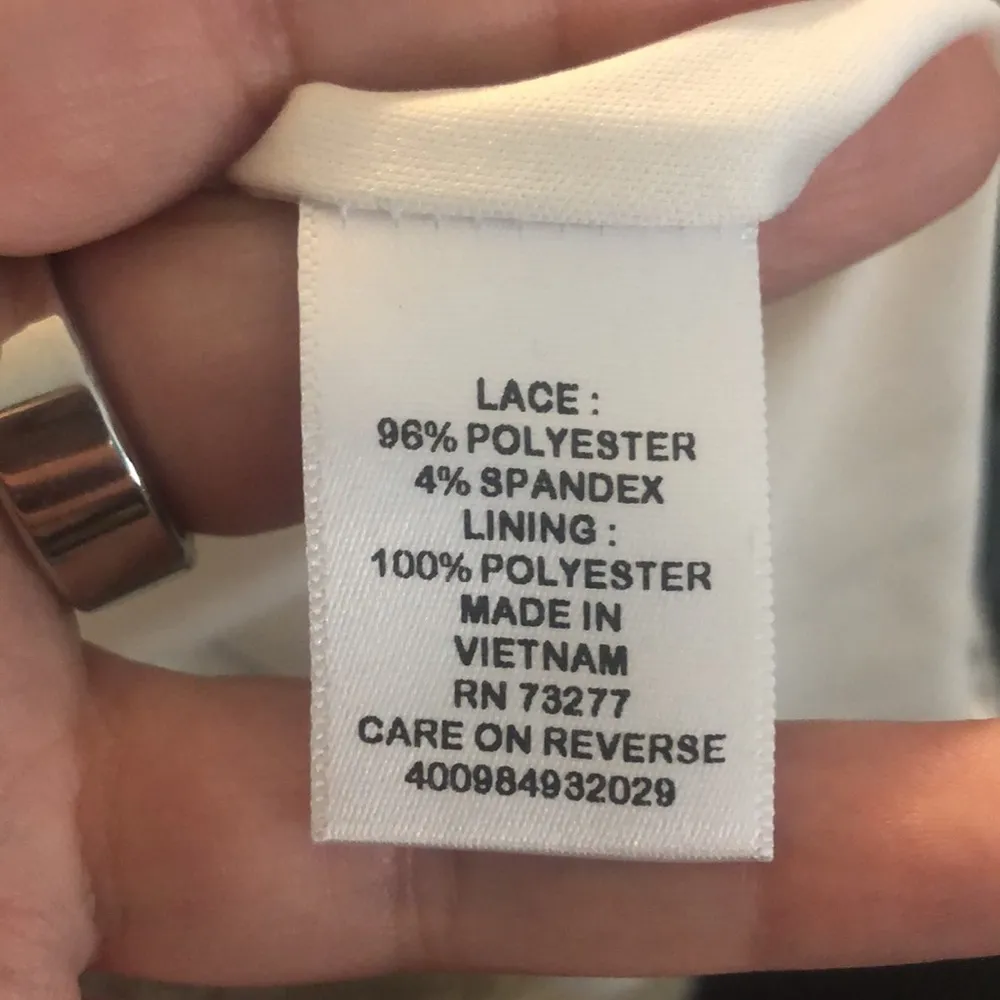 LACE :
96% POLYESTER
4% SPANDEX
LINING :
100% POLYESTER
MADE IN
VIETNAM
RN 73277
CARE ON REVERSE
400984932029